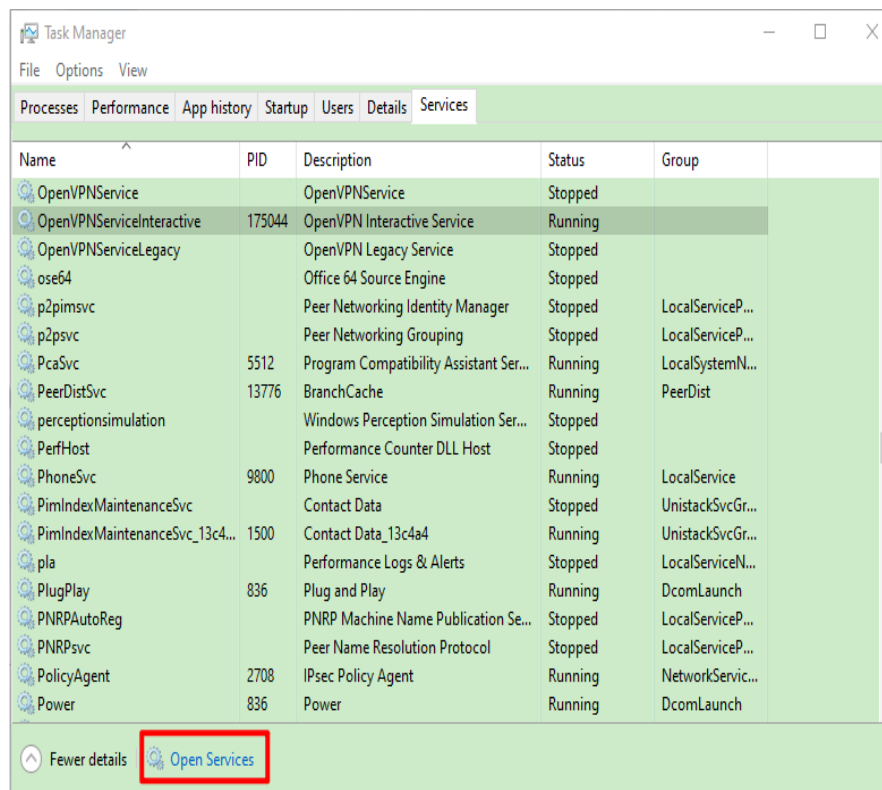 Task Manager
File Options View
Processes Performance App history Startup Users Details Services
Name PID Description Status Group
OpenVPNService OpenVPNService Stopped
OpenVPNServiceInteractive 175044 OpenVPN Interactive Service Running
OpenVPNServiceLegacy OpenVPN Legacy Service Stopped
ose64 Office 64 Source Engine Stopped
p2pimsvc Peer Networking Identity Manager Stopped LocalServiceP...
p2psvc Peer Networking Grouping Stopped LocalServiceP...
PcaSvc 5512 Program Compatibility Assistant Ser... Running LocalSystemN...
PeerDistSvc 13776 BranchCache Running PeerDist
perceptionsimulation Windows Perception Simulation Ser... Stopped
PerfHost Performance Counter DLL Host Stopped
PhoneSvc 9800 Phone Service Running LocalService
PimIndexMaintenanceSvc Contact Data Stopped UnistackSvcGr...
PimIndexMaintenanceSvc_13c4... 1500 Contact Data_13c4a4 Running UnistackSvcGr...
pla Performance Logs & Alerts Stopped LocalServiceN...
PlugPlay 836 Plug and Play Running DcomLaunch
PNRPAutoReg PNRP Machine Name Publication Se... Stopped LocalServiceP...
PNRPsvc Peer Name Resolution Protocol Stopped LocalServiceP...
PolicyAgent 2708 IPsec Policy Agent Running NetworkServic...
Power 836 Power Running DcomLaunch
Fewer details Open Services